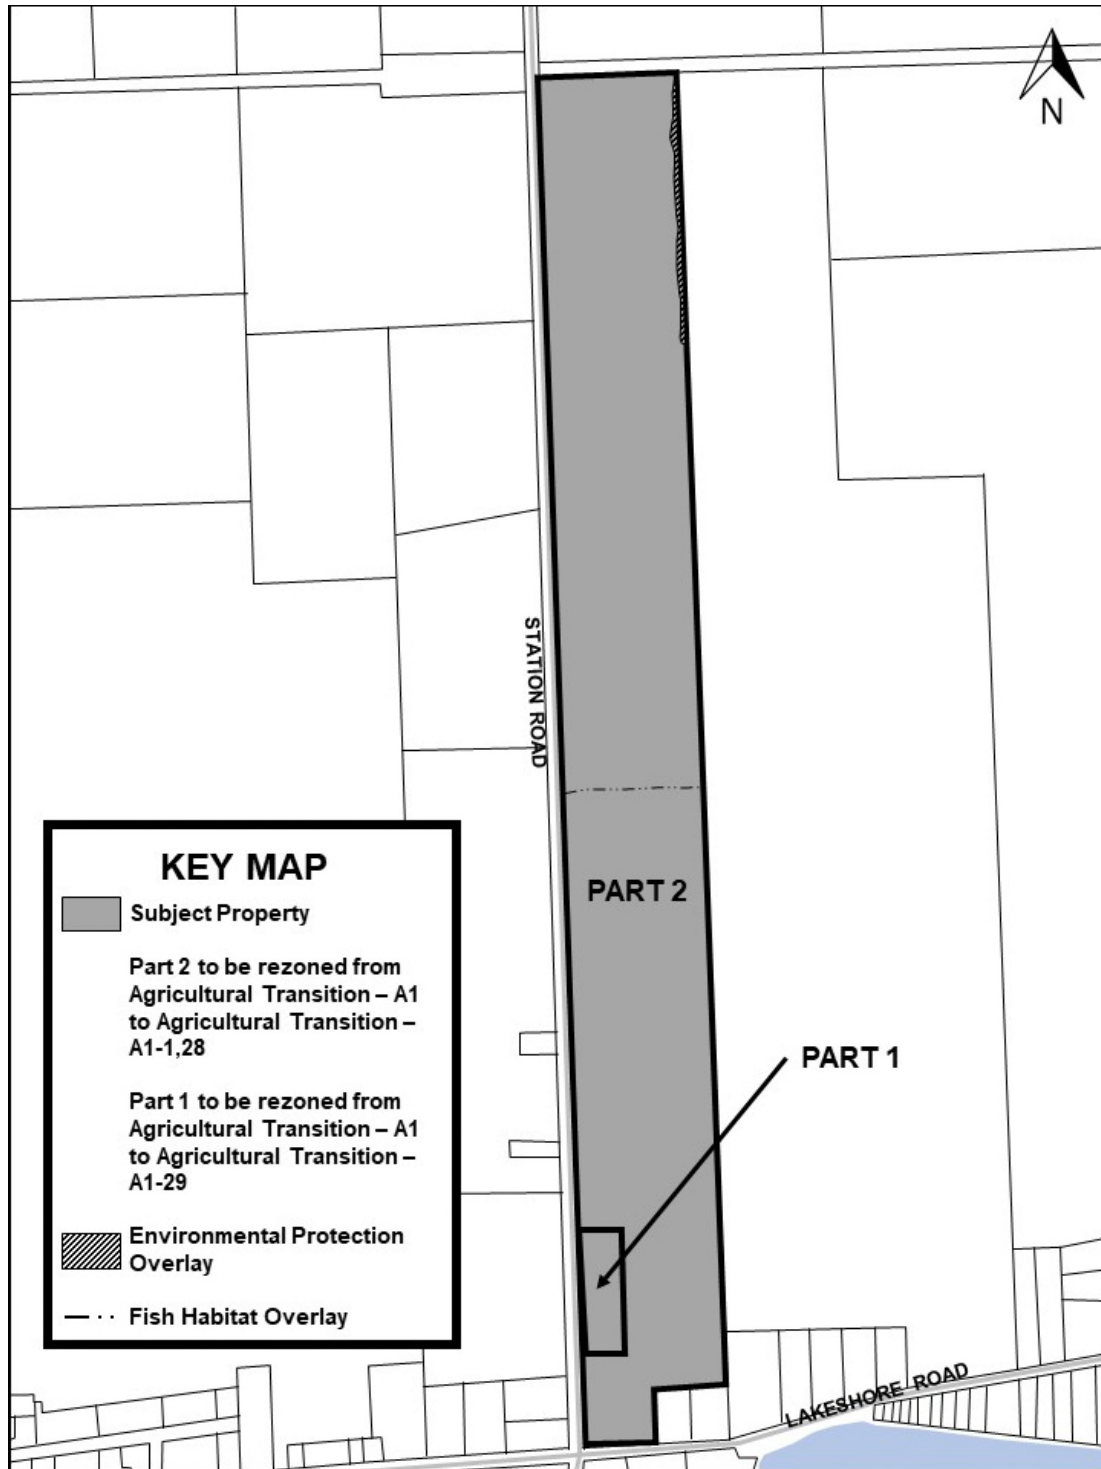 N
STATION ROAD
PART 2
PART 1
KEY MAP
Subject Property
Part 2 to be rezoned from
Agricultural Transition – A1
to Agricultural Transition –
A1-1,28
Part 1 to be rezoned from
Agricultural Transition – A1
to Agricultural Transition –
A1-29
Environmental Protection
Overlay
Fish Habitat Overlay
LAKESHORE ROAD